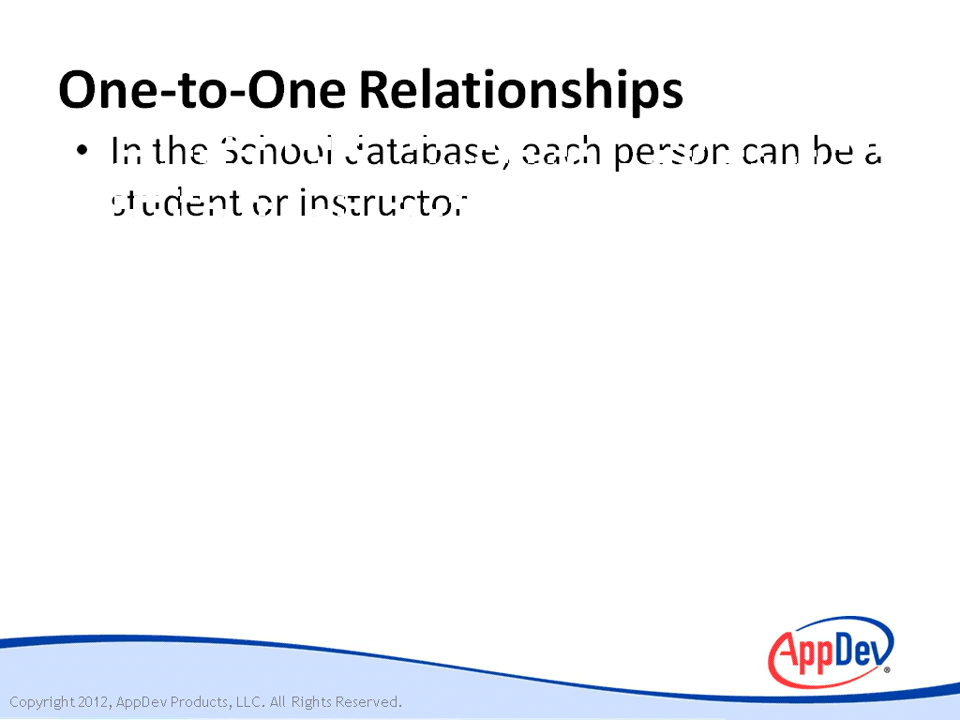 One-to-One Relationships
• In the School database, each person can be a
student or instructor
Copyright 2012, AppDev Products, LLC. All Rights Reserved.
AppDev®